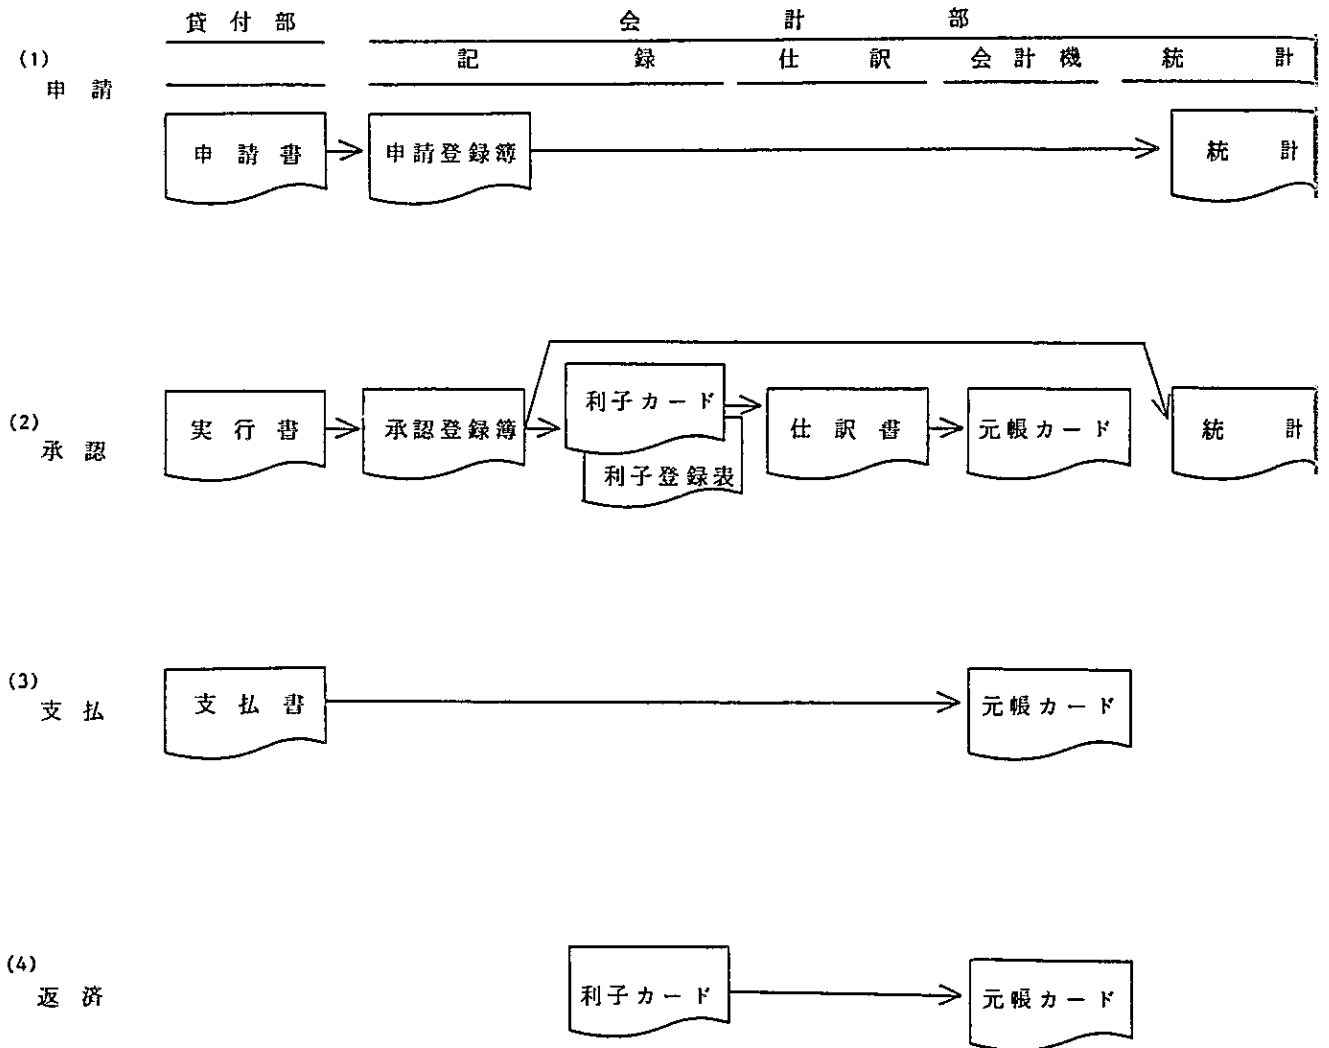 貸付部 会計部
(1) 記録 仕訳 会計機 統計
申請
申請書 申請登録簿 統計
利子カード
(2) 実行書 承認登録簿 仕訳書 元帳カード 統計
承認
利子登録表
(3) 支払書 元帳カード
支払
(4) 利子カード 元帳カード
返済